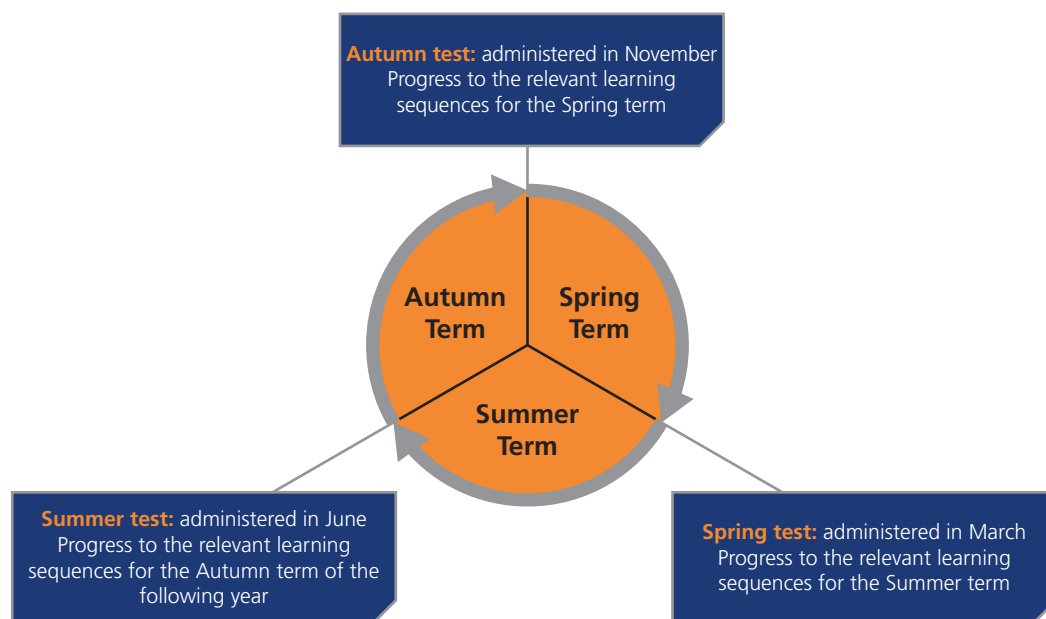 Autumn test: administered in November
Progress to the relevant learning
sequences for the Spring term
Autumn
Term
Spring
Term
Summer
Term
Summer test: administered in June
Progress to the relevant learning
sequences for the Autumn term of the
following year
Spring test: administered in March
Progress to the relevant learning
sequences for the Summer term